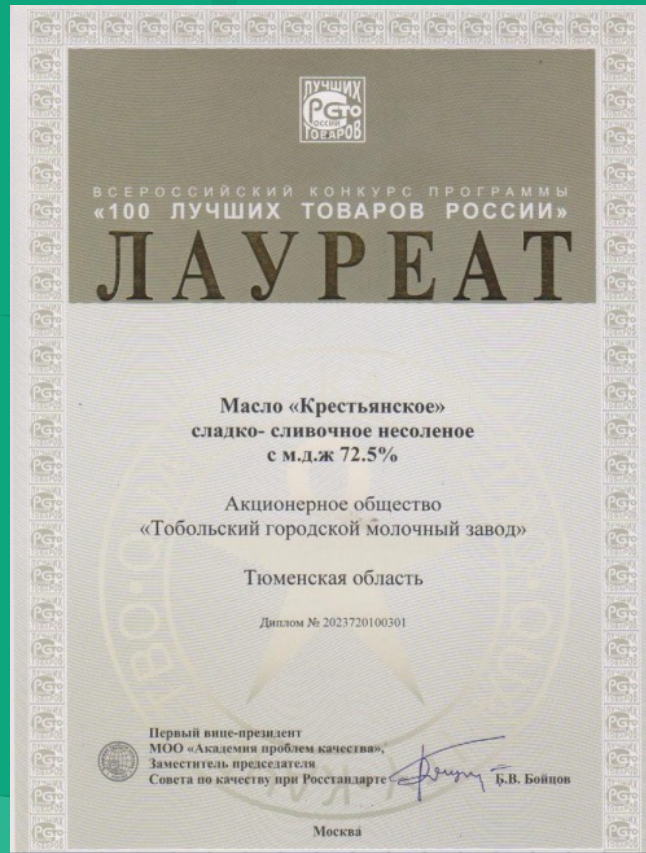 ЛУЧШИХ
РСТО
РОССИИ
ТОВАРОВ
ВСЕРОССИЙСКИЙ КОНКУРС ПРОГРАММЫ
«100 ЛУЧШИХ ТОВАРОВ РОССИИ»
ЛАУРЕАТ
Масло «Крестьянское»
сладко- сливочное несоленое
с м.д.ж 72.5%
Акционерное общество
«Тобольский городской молочный завод»
Тюменская область
Диплом № 2023720100301
Первый вице-президент
МОО «Академия проблем качества»,
Заместитель председателя
Совета по качеству при Росстандарте
Б.В. Бойцов
Москва